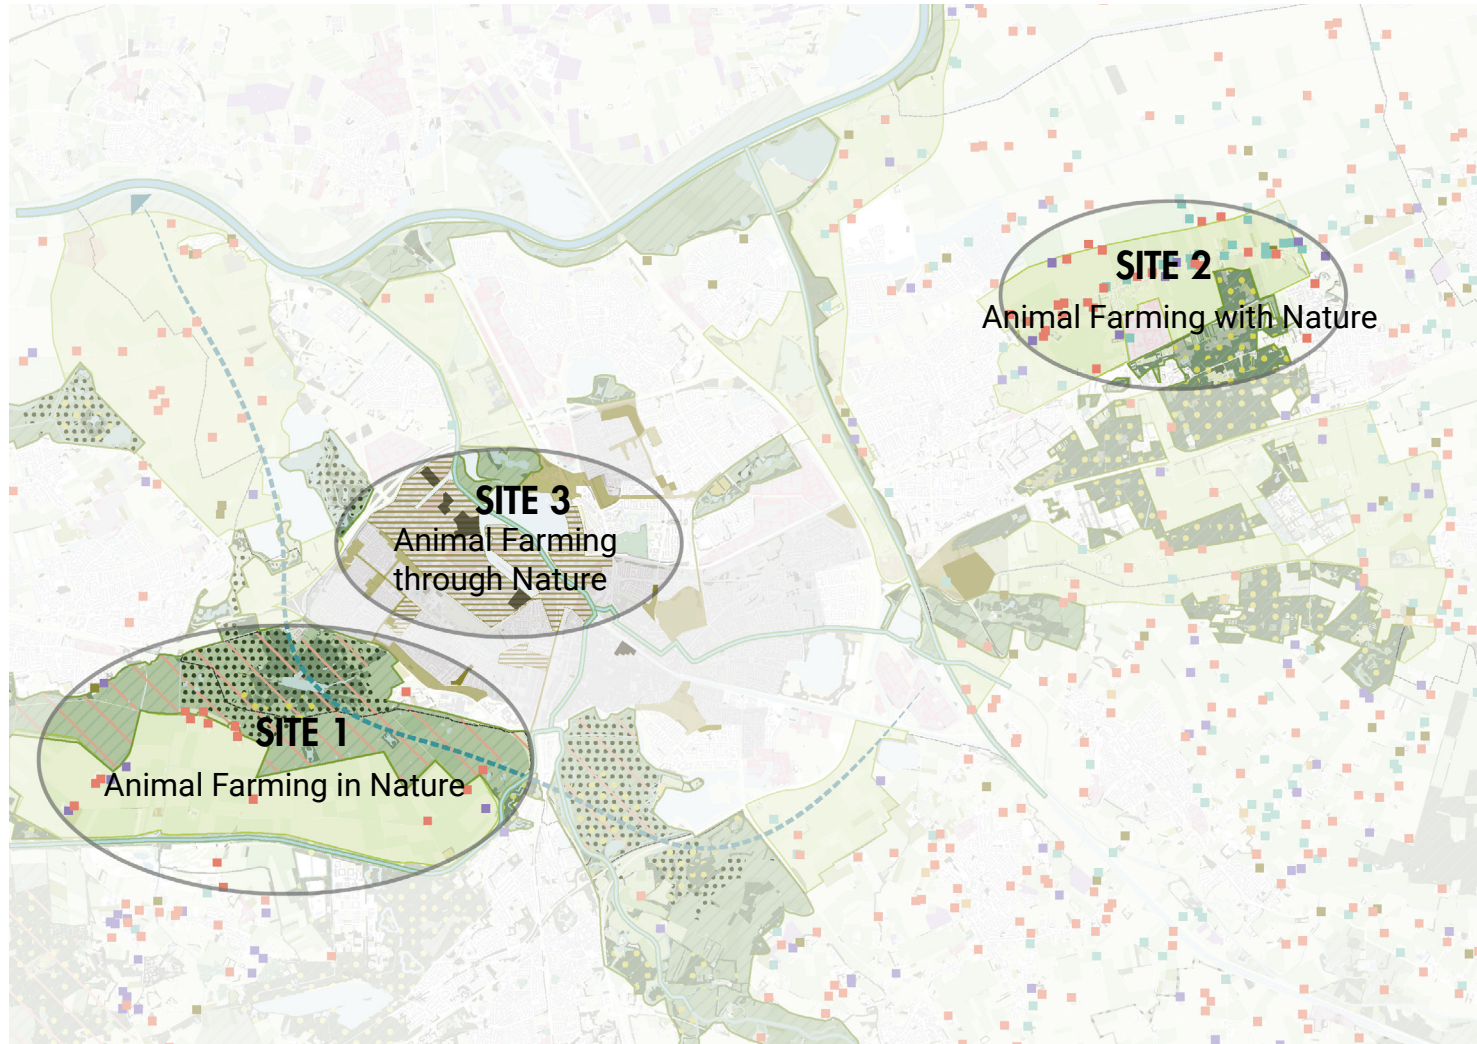 SITE 2
Animal Farming with Nature
SITE 3
Animal Farming
through Nature
SITE 1
Animal Farming in Nature